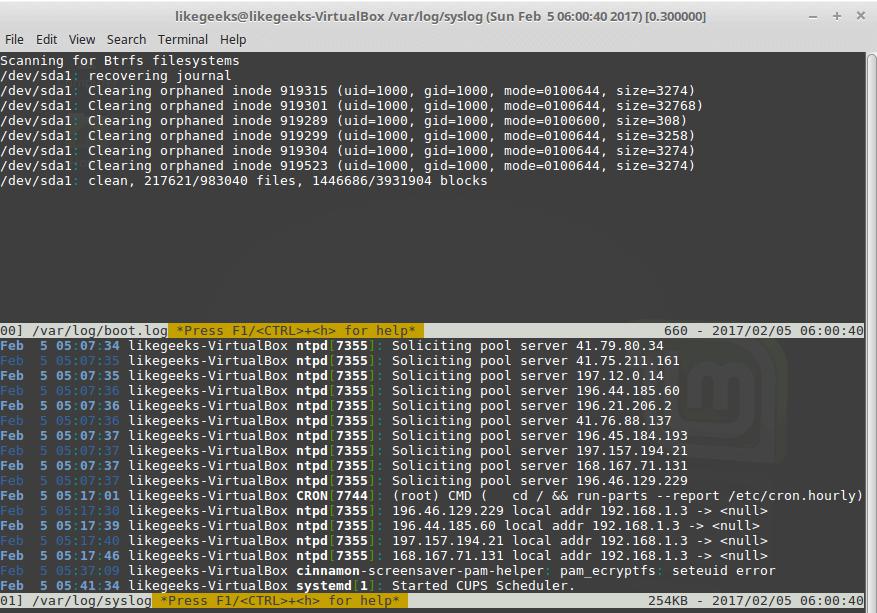 likegeeks@likegeeks-VirtualBox /var/log/syslog (Sun Feb  5 06:00:40 2017) [0.300000]
File Edit View Search Terminal Help
Scanning for Btrfs filesystems
/dev/sda1: recovering journal
/dev/sda1: Clearing orphaned inode 919315 (uid=1000, gid=1000, mode=0100644, size=3274)
/dev/sda1: Clearing orphaned inode 919301 (uid=1000, gid=1000, mode=0100644, size=32768)
/dev/sda1: Clearing orphaned inode 919289 (uid=1000, gid=1000, mode=0100600, size=308)
/dev/sda1: Clearing orphaned inode 919299 (uid=1000, gid=1000, mode=0100644, size=3258)
/dev/sda1: Clearing orphaned inode 919304 (uid=1000, gid=1000, mode=0100644, size=3274)
/dev/sda1: Clearing orphaned inode 919523 (uid=1000, gid=1000, mode=0100644, size=3274)
/dev/sda1: clean, 217621/983040 files, 1446686/3931904 blocks
00] /var/log/boot.log *Press F1/<CTRL>+<h> for help* 660 - 2017/02/05 06:00:40
Feb  5 05:07:34 likegeeks-VirtualBox ntpd[7355]: Soliciting pool server 41.79.80.34
Feb  5 05:07:35 likegeeks-VirtualBox ntpd[7355]: Soliciting pool server 41.75.211.161
Feb  5 05:07:35 likegeeks-VirtualBox ntpd[7355]: Soliciting pool server 197.12.0.14
Feb  5 05:07:36 likegeeks-VirtualBox ntpd[7355]: Soliciting pool server 196.44.185.60
Feb  5 05:07:36 likegeeks-VirtualBox ntpd[7355]: Soliciting pool server 196.21.206.2
Feb  5 05:07:36 likegeeks-VirtualBox ntpd[7355]: Soliciting pool server 41.76.88.137
Feb  5 05:07:37 likegeeks-VirtualBox ntpd[7355]: Soliciting pool server 196.45.184.193
Feb  5 05:07:37 likegeeks-VirtualBox ntpd[7355]: Soliciting pool server 197.157.194.21
Feb  5 05:07:37 likegeeks-VirtualBox ntpd[7355]: Soliciting pool server 168.167.71.131
Feb  5 05:07:37 likegeeks-VirtualBox ntpd[7355]: Soliciting pool server 196.46.129.229
Feb  5 05:17:01 likegeeks-VirtualBox CRON[7744]: (root) CMD (   cd / && run-parts --report /etc/cron.hourly)
Feb  5 05:17:30 likegeeks-VirtualBox ntpd[7355]: 196.46.129.229 local addr 192.168.1.3 -> <null>
Feb  5 05:17:39 likegeeks-VirtualBox ntpd[7355]: 196.44.185.60 local addr 192.168.1.3 -> <null>
Feb  5 05:17:40 likegeeks-VirtualBox ntpd[7355]: 197.157.194.21 local addr 192.168.1.3 -> <null>
Feb  5 05:17:46 likegeeks-VirtualBox ntpd[7355]: 168.167.71.131 local addr 192.168.1.3 -> <null>
Feb  5 05:37:09 likegeeks-VirtualBox cinnamon-screensaver-pam-helper: pam_ecryptfs: seteuid error
Feb  5 05:41:34 likegeeks-VirtualBox systemd[1]: Started CUPS Scheduler.
01] /var/log/syslog *Press F1/<CTRL>+<h> for help* 254KB - 2017/02/05 06:00:40